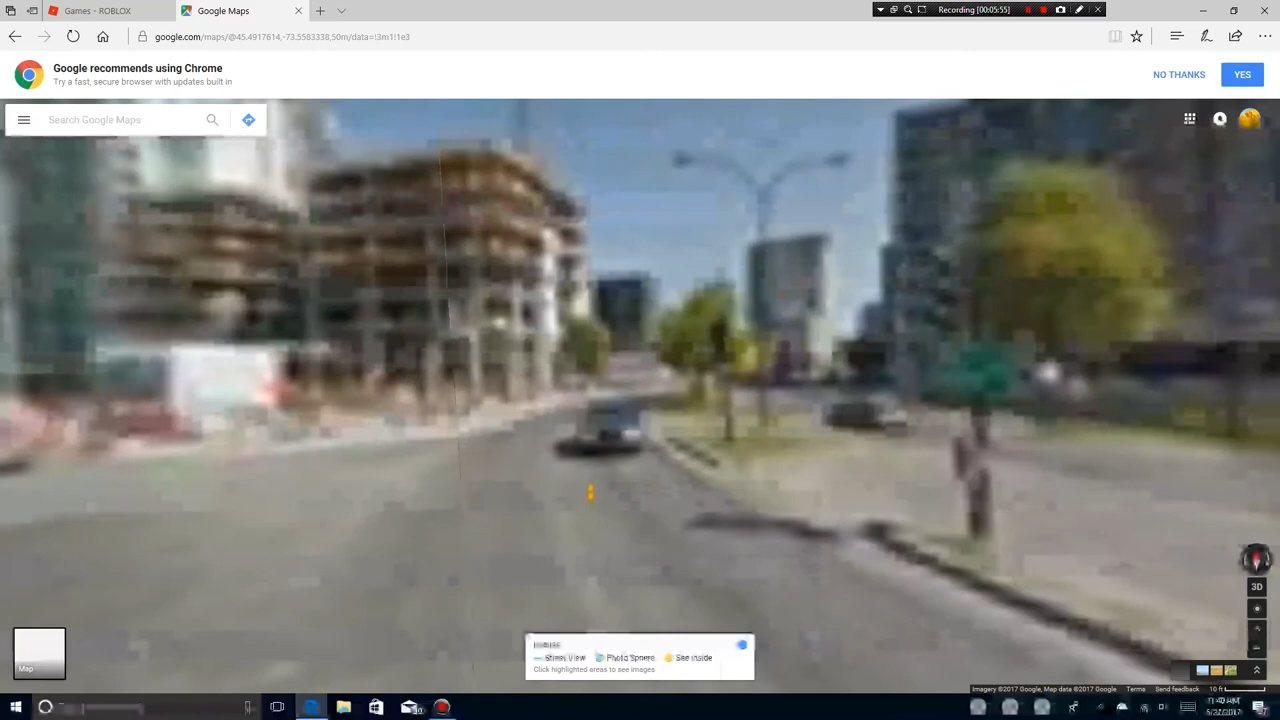 Games - ROBLOX
Google Maps
Recording [00:05:55]
google.com/maps/@45.4917614,-73.5583338,50m/data=!3m1!1e3
Google recommends using Chrome
Try a fast, secure browser with updates built in
NO THANKS
YES
Search Google Maps
3D
Map
Street View
Photo Sphere
See inside
Click highlighted areas to see images
Imagery ©2017 Google, Map data ©2017 Google
Terms
Send feedback
10 ft